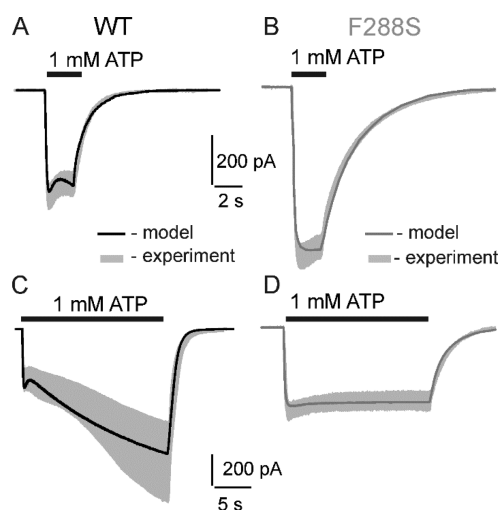 A WT
1 mM ATP
B F288S
1 mM ATP
200 pA
2 s
- model
- experiment
- model
- experiment
C
1 mM ATP
D
1 mM ATP
200 pA
5 s